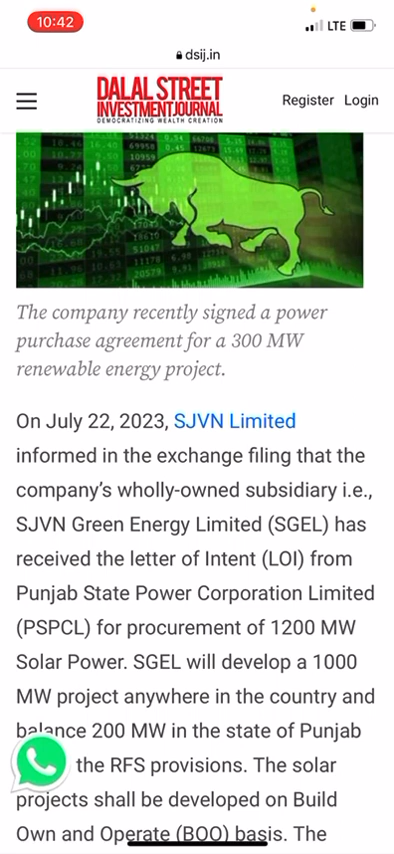 10:42
LTE
dsij.in
DALAL STREET
INVESTMENT JOURNAL
DEMOCRATIZING WEALTH CREATION
Register Login
The company recently signed a power
purchase agreement for a 300 MW
renewable energy project.
On July 22, 2023, SJVN Limited
informed in the exchange filing that the
company’s wholly-owned subsidiary i.e.,
SJVN Green Energy Limited (SGEL) has
received the letter of Intent (LOI) from
Punjab State Power Corporation Limited
(PSPCL) for procurement of 1200 MW
Solar Power. SGEL will develop a 1000
MW project anywhere in the country and
balance 200 MW in the state of Punjab
the RFS provisions. The solar
projects shall be developed on Build
Own and Operate (BOO) basis. The